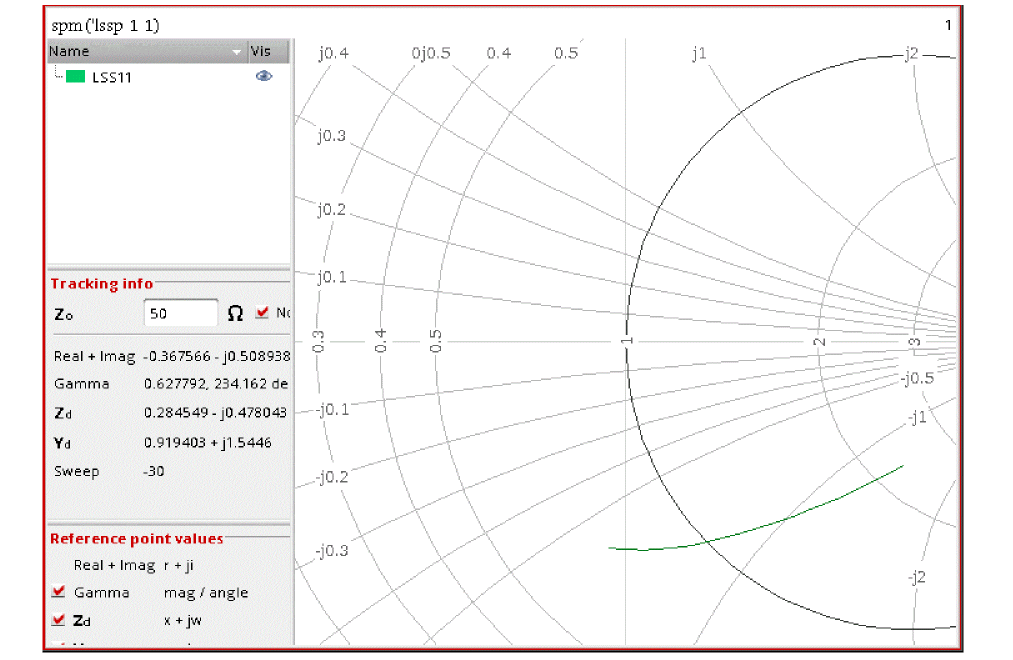 spm ('lssp 1 1)
1
Name Vis
LSS11
Tracking info
Zo 50 Ω
Real + Imag -0.367566 - j0.508938
Gamma 0.627792, 234.162 de
Zd 0.284549 - j0.478043
Yd 0.919403 + j1.5446
Sweep -30
Reference point values
Real + Imag r + ji
Gamma mag / angle
Zd x + jw
j0.4 0j0.5 0.4 0.5 j1 j2
j0.3
j0.2
j0.1
0.3 0.4 0.5 1 2 3
-j0.5
-j0.1
-j1
-j0.2
-j0.3
-j2